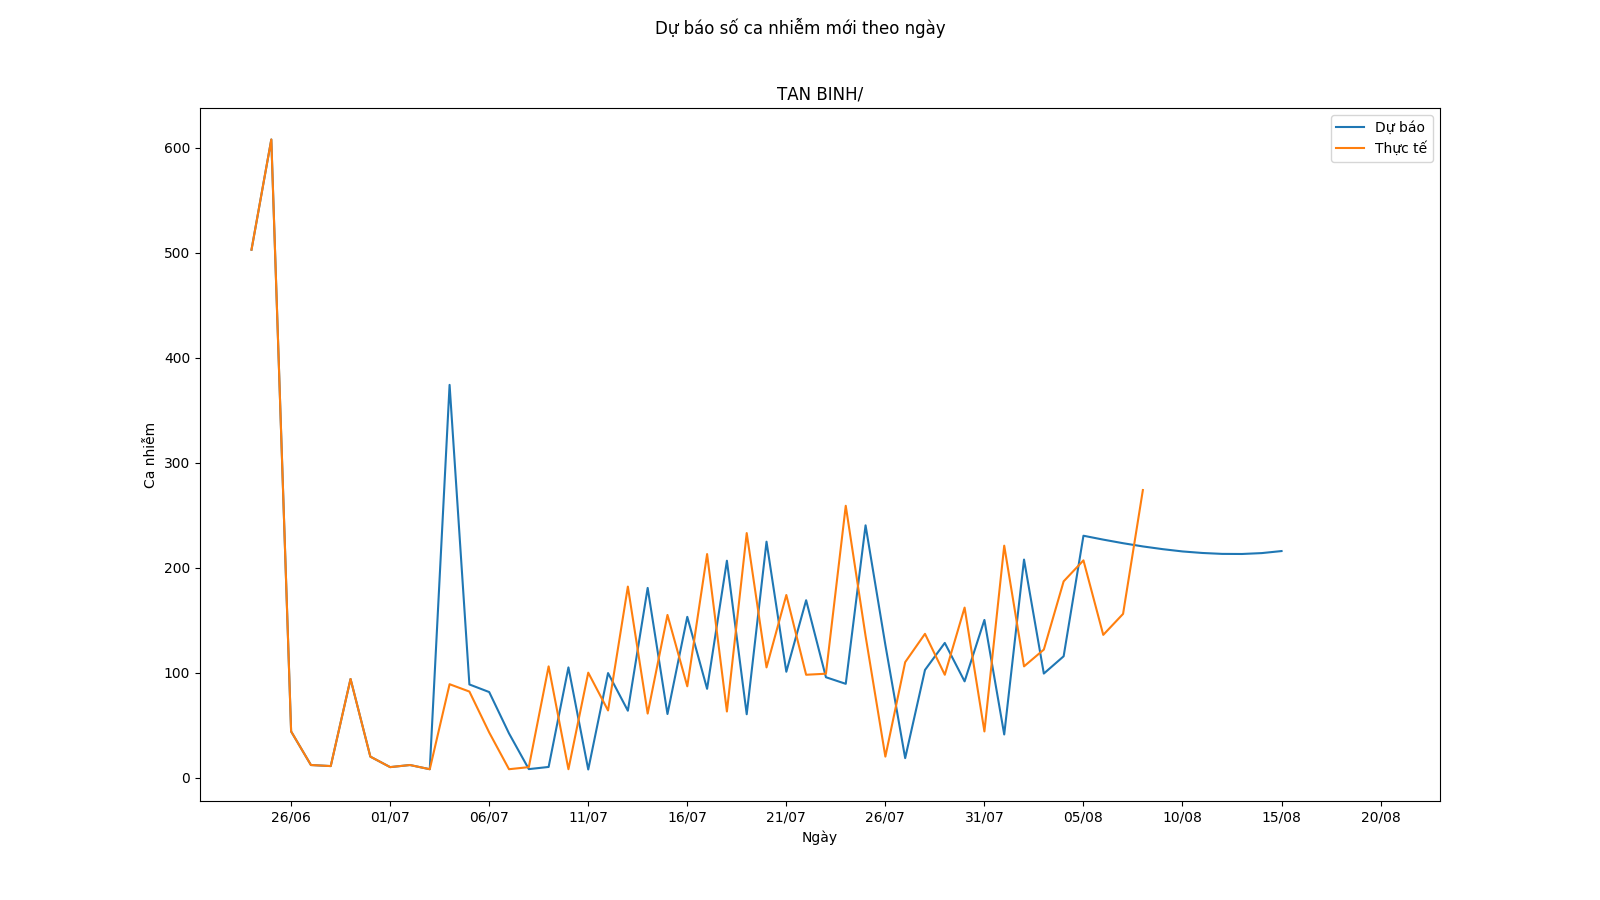 Dự báo số ca nhiễm mới theo ngày
TAN BINH/
Dự báo
Thực tế
600
500
400
300
200
100
0
Ca nhiễm
26/06 01/07 06/07 11/07 16/07 21/07 26/07 31/07 05/08 10/08 15/08 20/08
Ngày